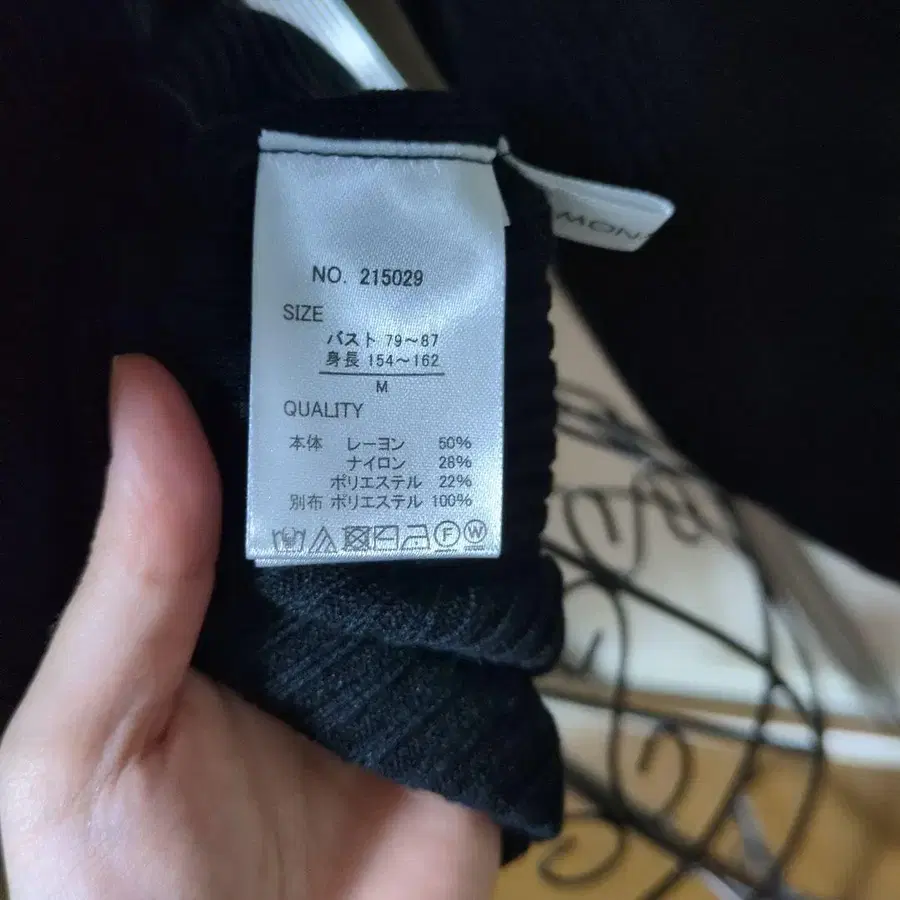 NO. 215029
SIZE
バスト 79～87
身長 154～162
M
QUALITY
本体 レーヨン 50%
ナイロン 28%
ポリエステル 22%
別布 ポリエステル 100%
F W